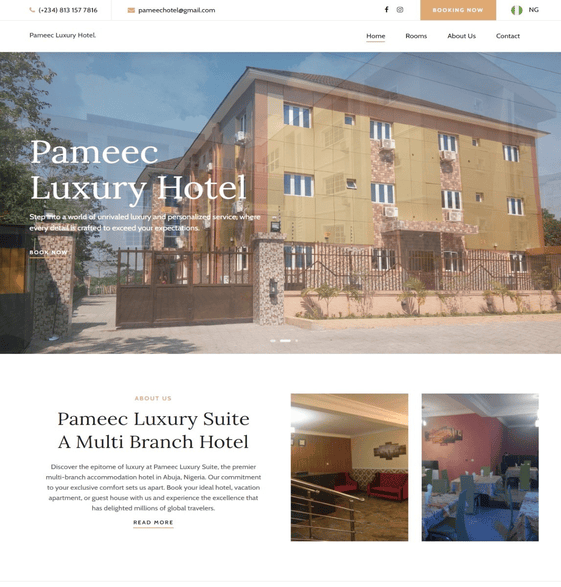 (+234) 813 157 7816
pameechotel@gmail.com
BOOKING NOW
NG
Pameec Luxury Hotel.
Home
Rooms
About Us
Contact
Pameec
Luxury Hotel
Step into a world of unrivaled luxury and personalized service, where
every detail is crafted to exceed your expectations.
BOOK NOW
ABOUT US
Pameec Luxury Suite
A Multi Branch Hotel
Discover the epitome of luxury at Pameec Luxury Suite, the premier
multi-branch accommodation hotel in Abuja, Nigeria. Our commitment
to your exclusive comfort sets us apart. Book your ideal hotel, vacation
apartment, or guest house with us and experience the excellence that
has delighted millions of global travelers.
READ MORE